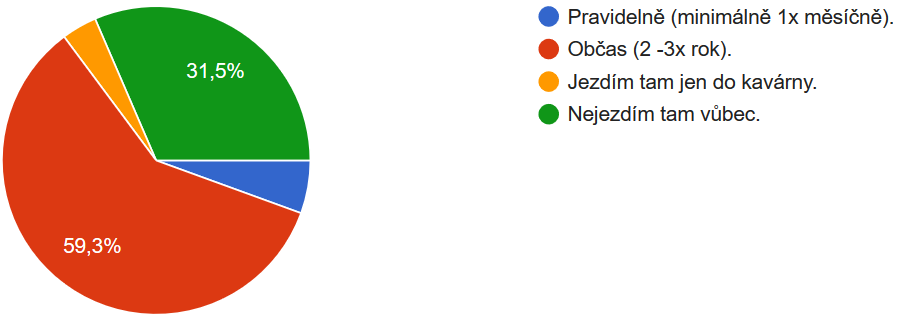 Pravidelně (minimálně 1x měsíčně).
Občas (2 -3x rok).
Jezdím tam jen do kavárny.
Nejezdím tam vůbec.
31,5%
59,3%